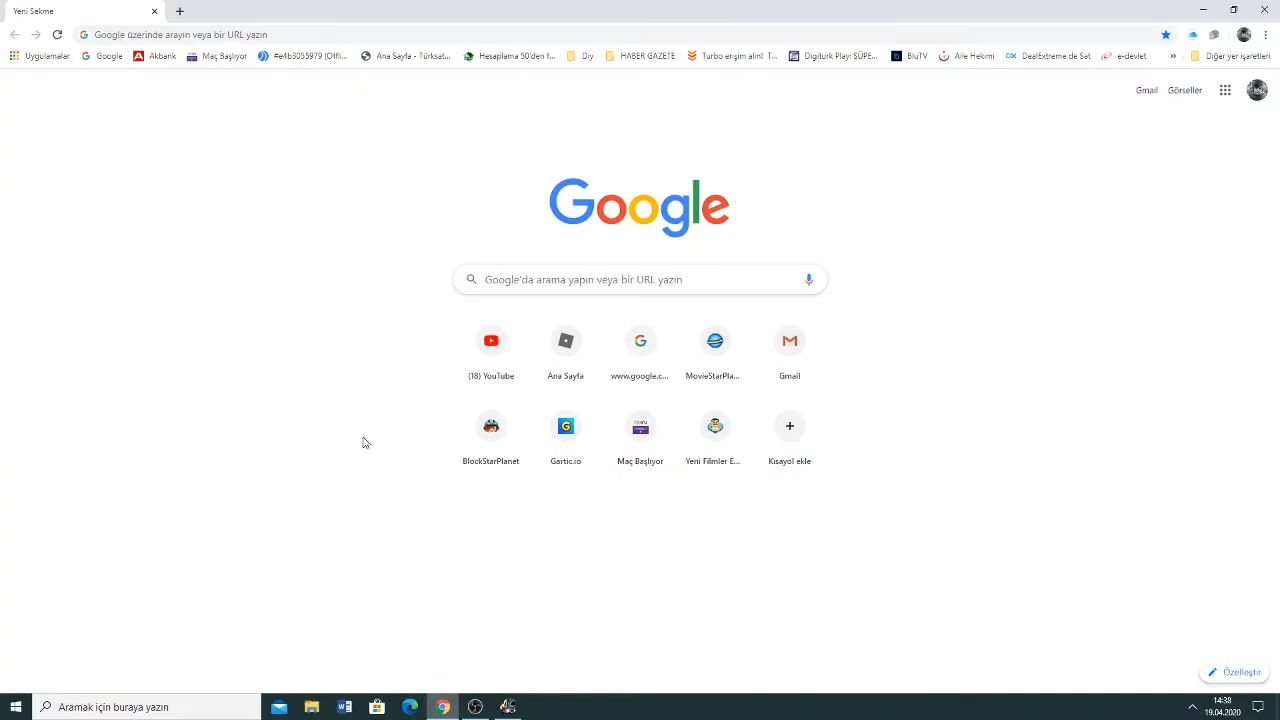 Yeni Sekme
Google üzerinde arayın veya bir URL yazın
Uygulamalar Google Akbank Maç Başlıyor #e4b3055979 (Offi... Ana Sayfa - Türksat... Hesaplama 50'den f... Dıy HABER GAZETE Turbo erişim alını! T... Digiturk Play: SÜPE... BluTV Aile Hekimi DealExtreme de Sat e-devlet » Diğer yer işaretleri
Gmail Görseller
Google
Google'da arama yapın veya bir URL yazın
(18) YouTube Ana Sayfa www.google.c... MovieStarPla... Gmail
BlockStarPlanet Gartic.io Maç Başlıyor Yeni Filmler E... Kısayol ekle
Özelleştir
Aramak için buraya yazın
14:38
19.04.2020